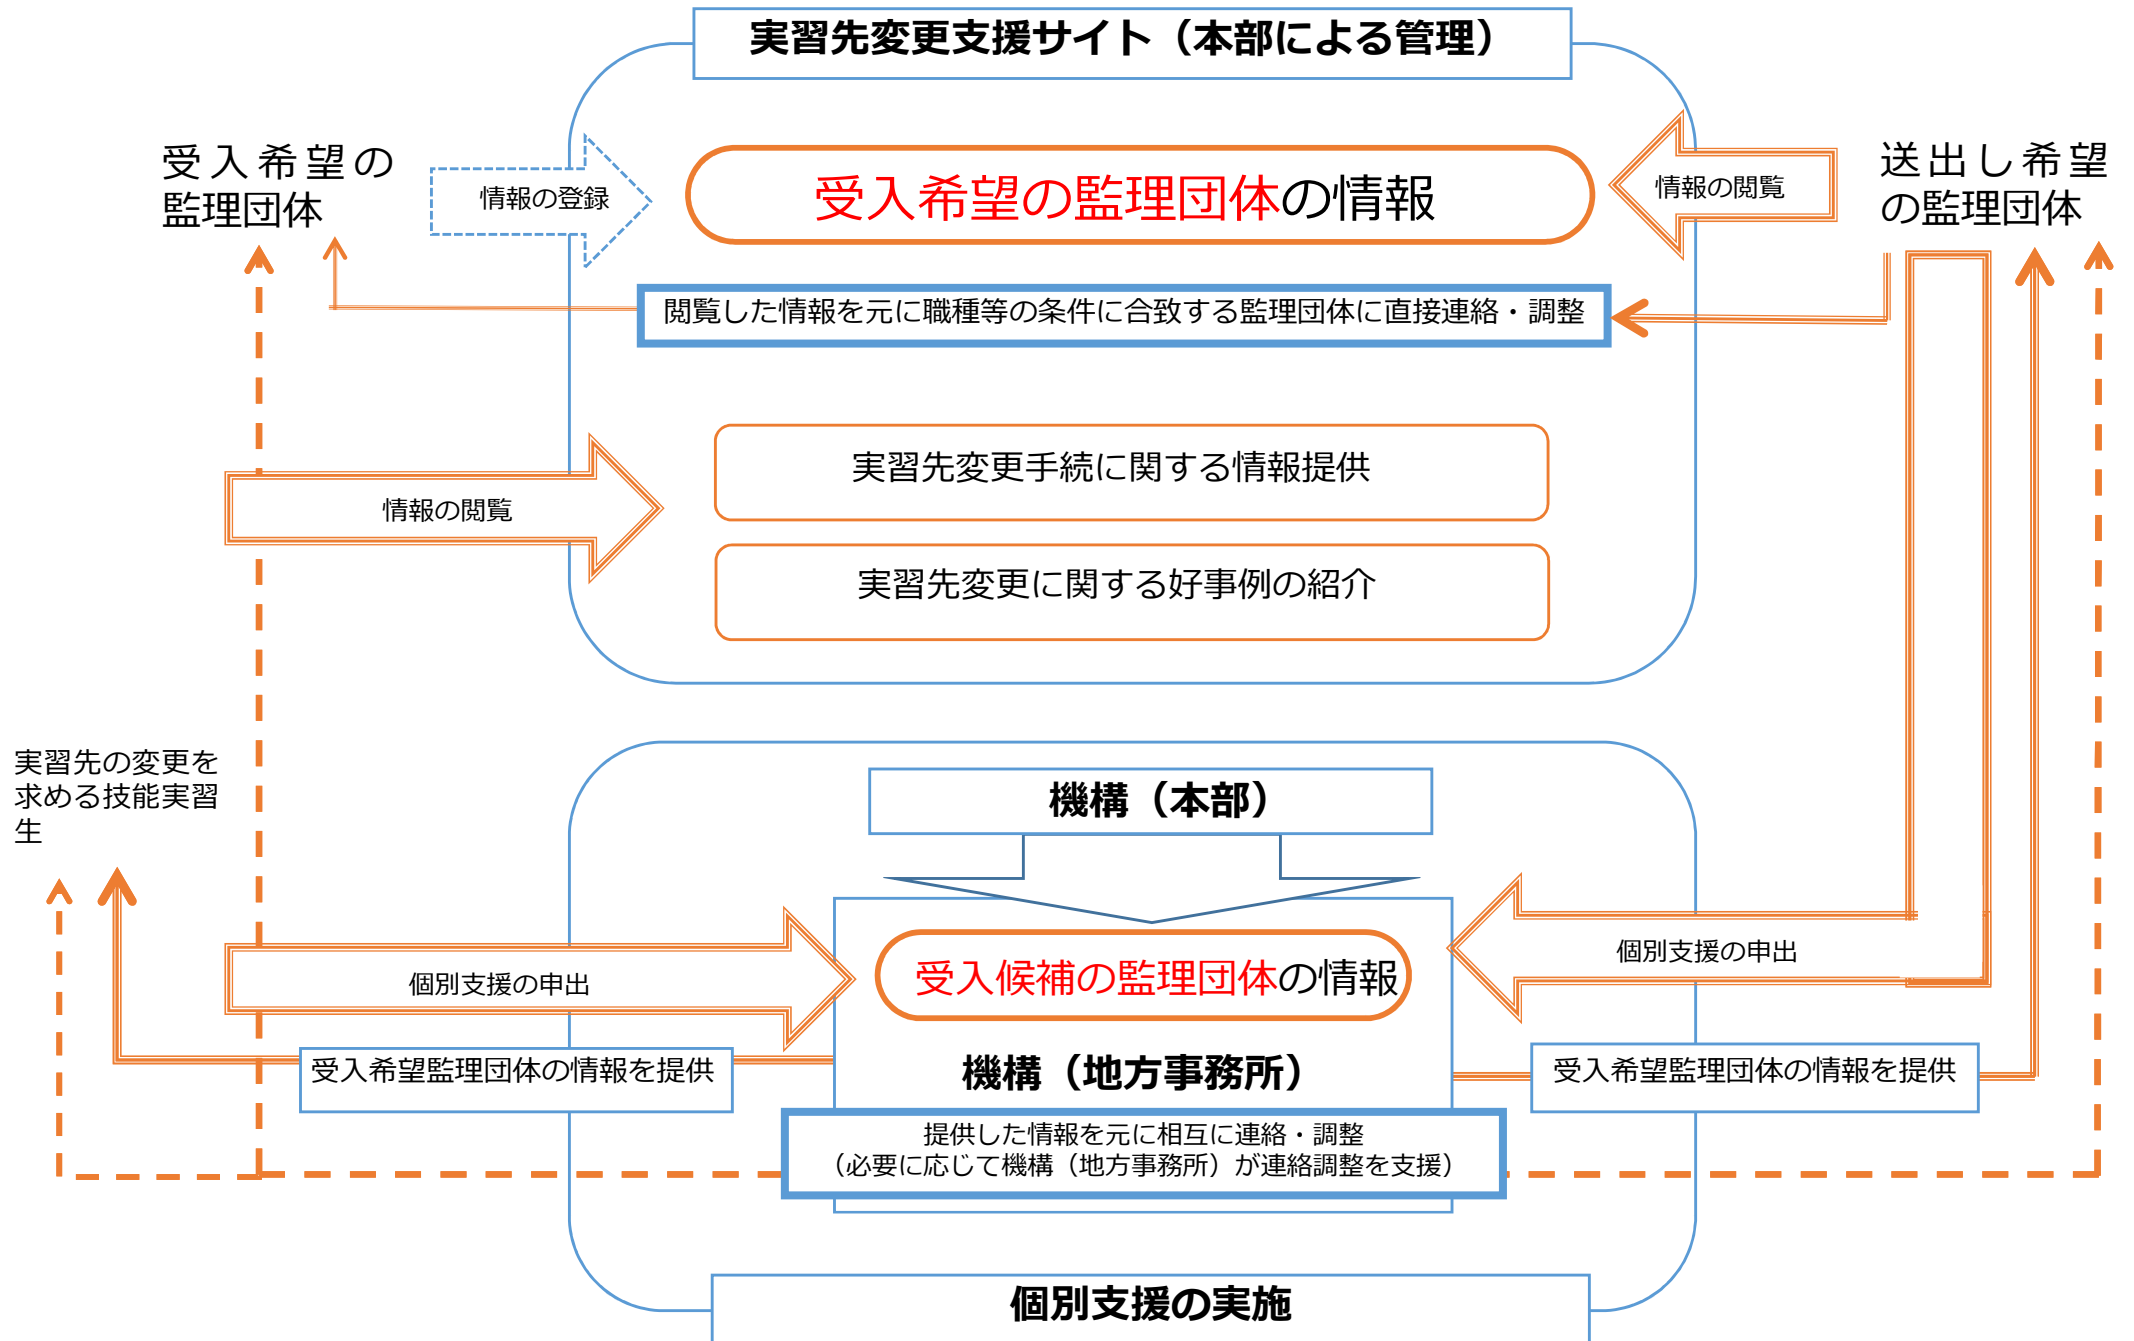 実習先変更支援サイト（本部による管理）
受入希望の
監理団体
情報の登録
受入希望の監理団体の情報
情報の閲覧
送出し希望
の監理団体
閲覧した情報を元に職種等の条件に合致する監理団体に直接連絡・調整
実習先変更手続に関する情報提供
情報の閲覧
実習先変更に関する好事例の紹介
実習先の変更を
求める技能実習
生
機構（本部）
個別支援の申出
受入候補の監理団体の情報
個別支援の申出
受入希望監理団体の情報を提供
機構（地方事務所）
受入希望監理団体の情報を提供
提供した情報を元に相互に連絡・調整
（必要に応じて機構（地方事務所）が連絡調整を支援）
個別支援の実施